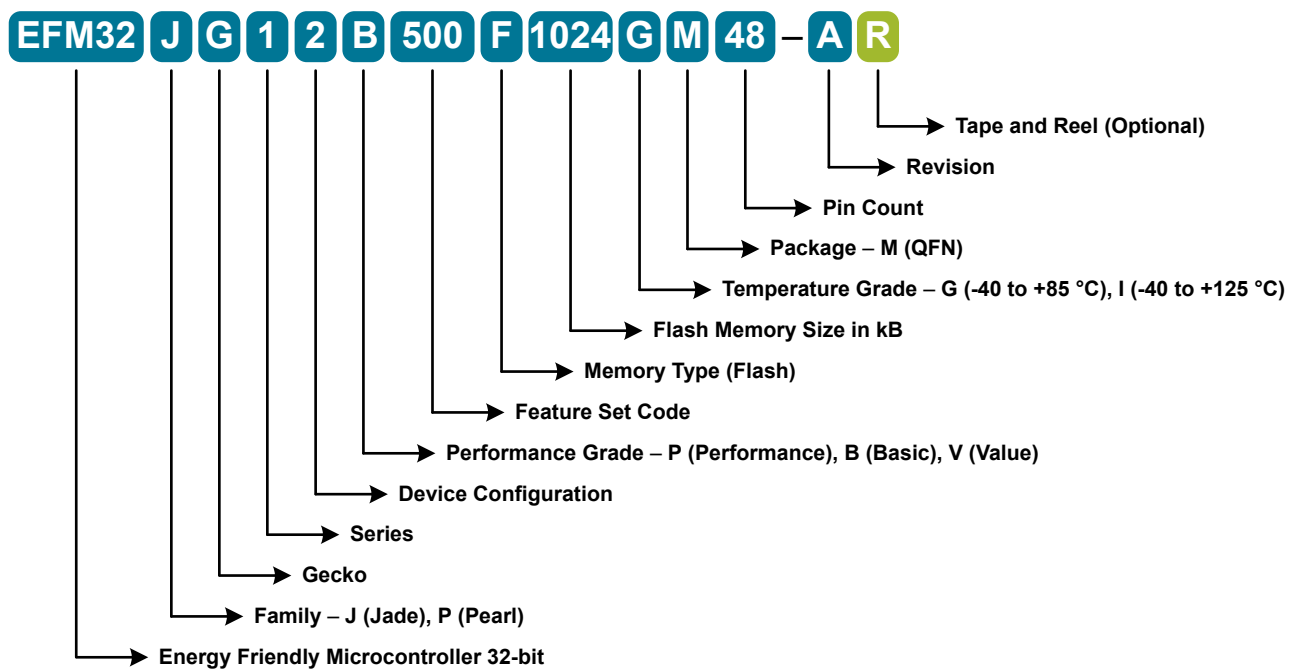 EFM32 J G 1 2 B 500 F 1024 G M 48 – A R
Tape and Reel (Optional)
Revision
Pin Count
Package – M (QFN)
Temperature Grade – G (-40 to +85 °C), I (-40 to +125 °C)
Flash Memory Size in kB
Memory Type (Flash)
Feature Set Code
Performance Grade – P (Performance), B (Basic), V (Value)
Device Configuration
Series
Gecko
Family – J (Jade), P (Pearl)
Energy Friendly Microcontroller 32-bit